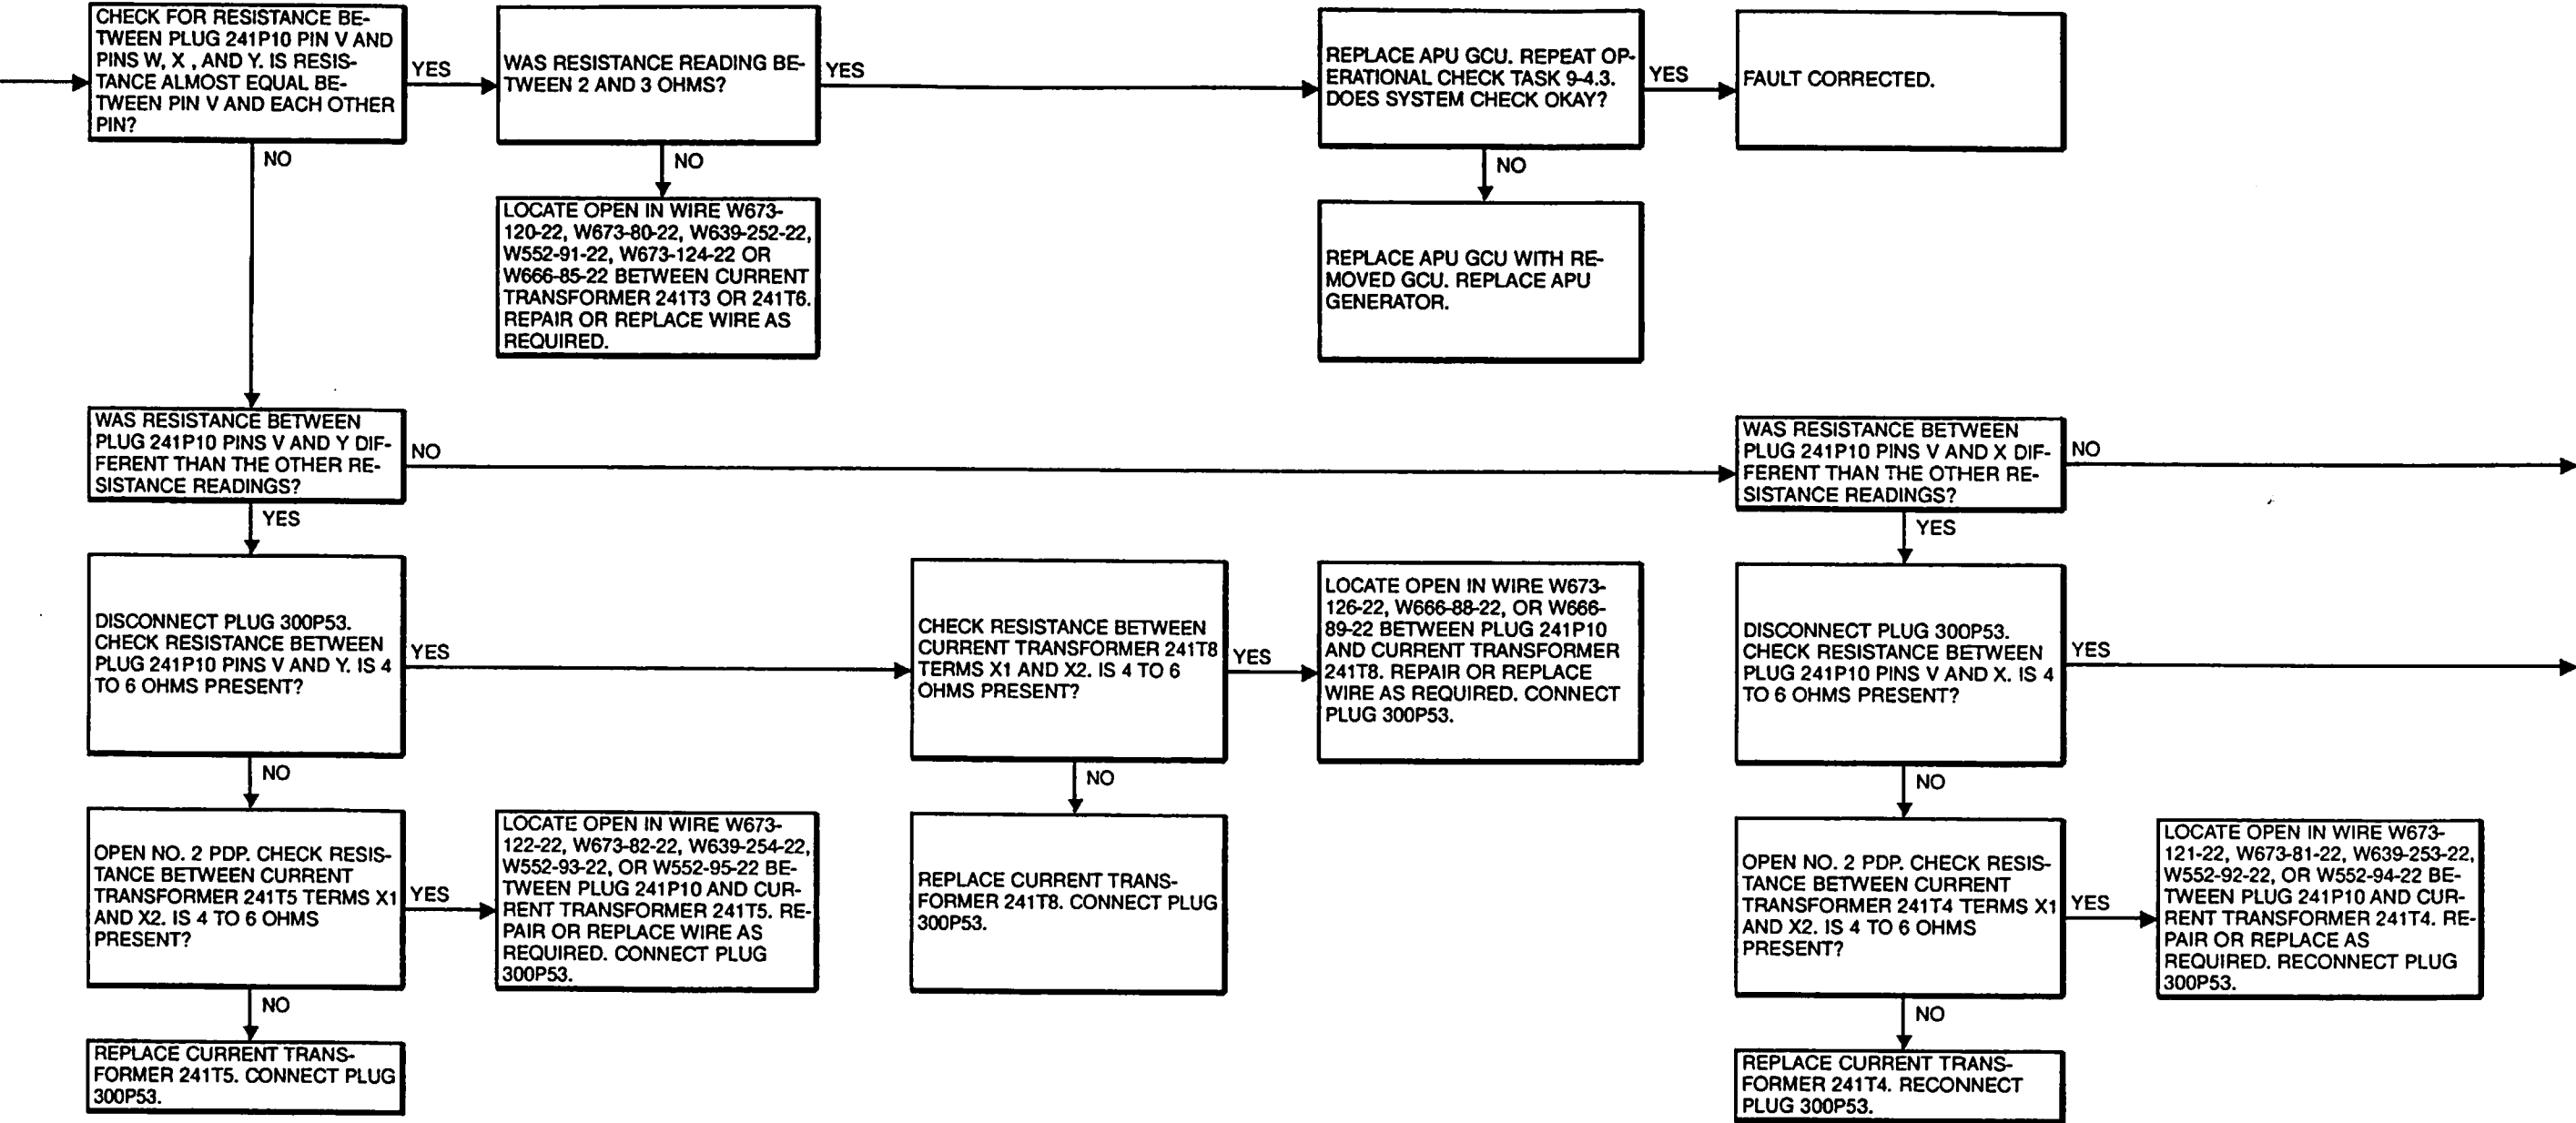 CHECK FOR RESISTANCE BE-
TWEEN PLUG 241P10 PIN V AND
PINS W, X , AND Y. IS RESIS-
TANCE ALMOST EQUAL BE-
TWEEN PIN V AND EACH OTHER
PIN?
YES
NO
WAS RESISTANCE READING BE-
TWEEN 2 AND 3 OHMS?
YES
NO
REPLACE APU GCU. REPEAT OP-
ERATIONAL CHECK TASK 9-4.3.
DOES SYSTEM CHECK OKAY?
YES
NO
FAULT CORRECTED.
LOCATE OPEN IN WIRE W673-
120-22, W673-80-22, W639-252-22,
W552-91-22, W673-124-22 OR
W666-85-22 BETWEEN CURRENT
TRANSFORMER 241T3 OR 241T6.
REPAIR OR REPLACE WIRE AS
REQUIRED.
REPLACE APU GCU WITH RE-
MOVED GCU. REPLACE APU
GENERATOR.
WAS RESISTANCE BETWEEN
PLUG 241P10 PINS V AND Y DIF-
FERENT THAN THE OTHER RE-
SISTANCE READINGS?
NO
YES
WAS RESISTANCE BETWEEN
PLUG 241P10 PINS V AND X DIF-
FERENT THAN THE OTHER RE-
SISTANCE READINGS?
NO
YES
DISCONNECT PLUG 300P53.
CHECK RESISTANCE BETWEEN
PLUG 241P10 PINS V AND Y. IS 4
TO 6 OHMS PRESENT?
YES
NO
CHECK RESISTANCE BETWEEN
CURRENT TRANSFORMER 241T8
TERMS X1 AND X2. IS 4 TO 6
OHMS PRESENT?
YES
NO
LOCATE OPEN IN WIRE W673-
126-22, W666-88-22, OR W666-
89-22 BETWEEN PLUG 241P10
AND CURRENT TRANSFORMER
241T8. REPAIR OR REPLACE
WIRE AS REQUIRED. CONNECT
PLUG 300P53.
DISCONNECT PLUG 300P53.
CHECK RESISTANCE BETWEEN
PLUG 241P10 PINS V AND X. IS 4
TO 6 OHMS PRESENT?
YES
NO
OPEN NO. 2 PDP. CHECK RESIS-
TANCE BETWEEN CURRENT
TRANSFORMER 241T5 TERMS X1
AND X2. IS 4 TO 6 OHMS
PRESENT?
YES
NO
LOCATE OPEN IN WIRE W673-
122-22, W673-82-22, W639-254-22,
W552-93-22, OR W552-95-22 BE-
TWEEN PLUG 241P10 AND CUR-
RENT TRANSFORMER 241T5. RE-
PAIR OR REPLACE WIRE AS
REQUIRED. CONNECT PLUG
300P53.
REPLACE CURRENT TRANS-
FORMER 241T8. CONNECT PLUG
300P53.
OPEN NO. 2 PDP. CHECK RESIS-
TANCE BETWEEN CURRENT
TRANSFORMER 241T4 TERMS X1
AND X2. IS 4 TO 6 OHMS
PRESENT?
YES
NO
LOCATE OPEN IN WIRE W673-
121-22, W673-81-22, W639-253-22,
W552-92-22, OR W552-94-22 BE-
TWEEN PLUG 241P10 AND CUR-
RENT TRANSFORMER 241T4. RE-
PAIR OR REPLACE AS
REQUIRED. RECONNECT PLUG
300P53.
REPLACE CURRENT TRANS-
FORMER 241T5. CONNECT PLUG
300P53.
REPLACE CURRENT TRANS-
FORMER 241T4. RECONNECT
PLUG 300P53.